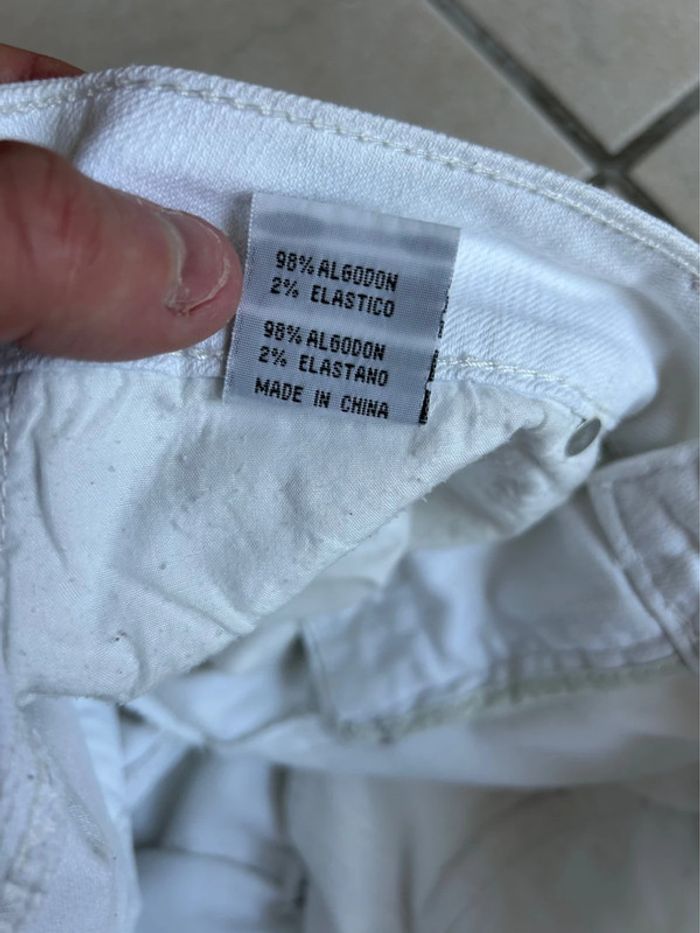 98% ALGODON
2% ELASTICO
98% ALGODON
2% ELASTANO
MADE IN CHINA